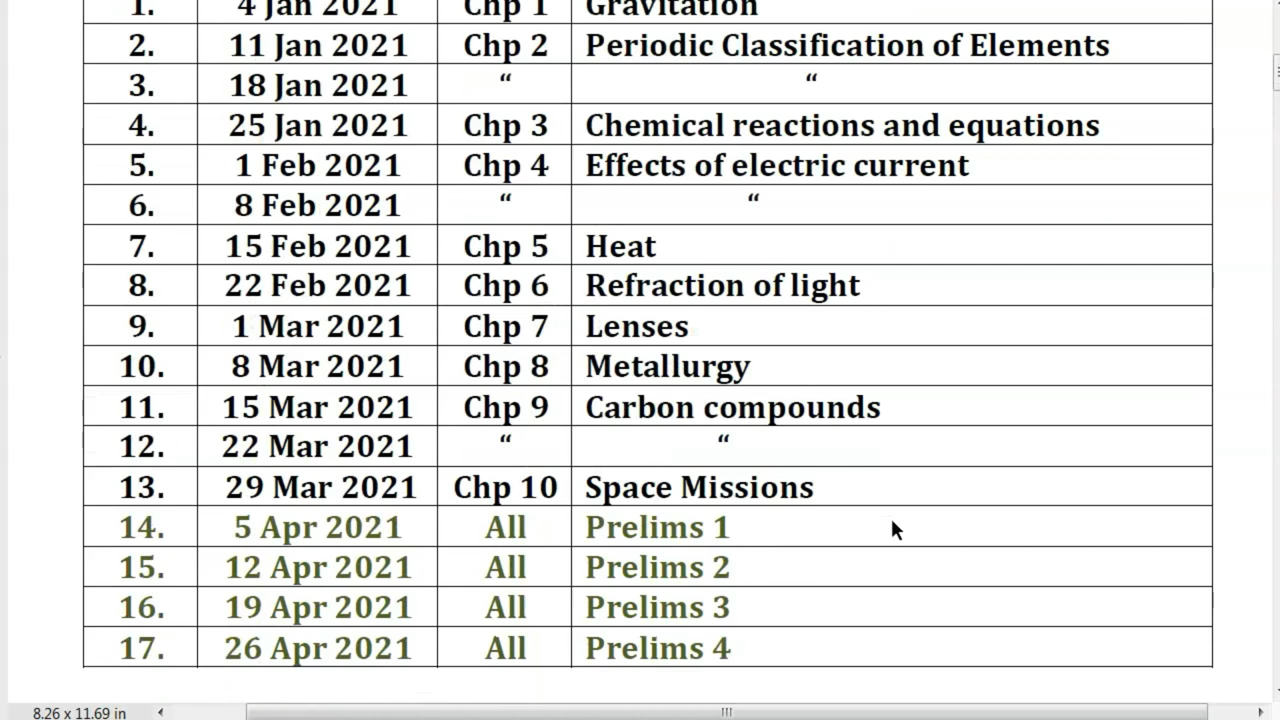 1. 4 Jan 2021 Chp 1 Gravitation
2. 11 Jan 2021 Chp 2 Periodic Classification of Elements
3. 18 Jan 2021 “ “
4. 25 Jan 2021 Chp 3 Chemical reactions and equations
5. 1 Feb 2021 Chp 4 Effects of electric current
6. 8 Feb 2021 “ “
7. 15 Feb 2021 Chp 5 Heat
8. 22 Feb 2021 Chp 6 Refraction of light
9. 1 Mar 2021 Chp 7 Lenses
10. 8 Mar 2021 Chp 8 Metallurgy
11. 15 Mar 2021 Chp 9 Carbon compounds
12. 22 Mar 2021 “ “
13. 29 Mar 2021 Chp 10 Space Missions
14. 5 Apr 2021 All Prelims 1
15. 12 Apr 2021 All Prelims 2
16. 19 Apr 2021 All Prelims 3
17. 26 Apr 2021 All Prelims 4
8.26 x 11.69 in